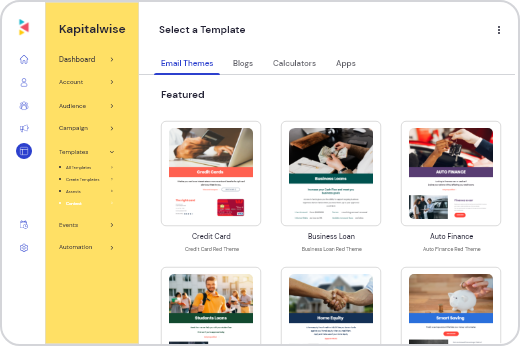 Kapitalwise
Dashboard
Account
Audience
Campaign
Templates
All Templates
Create Templates
Assets
Events
Automation
Select a Template
Email Themes
Blogs
Calculators
Apps
Featured
Credit Cards
Credit Card
Credit Card Red Theme
Business Loans
Business Loan
Business Loan Red Theme
AUTO FINANCE
Auto Finance
Auto Finance Red Theme
Students Loans
Home Equity
Smart Saving